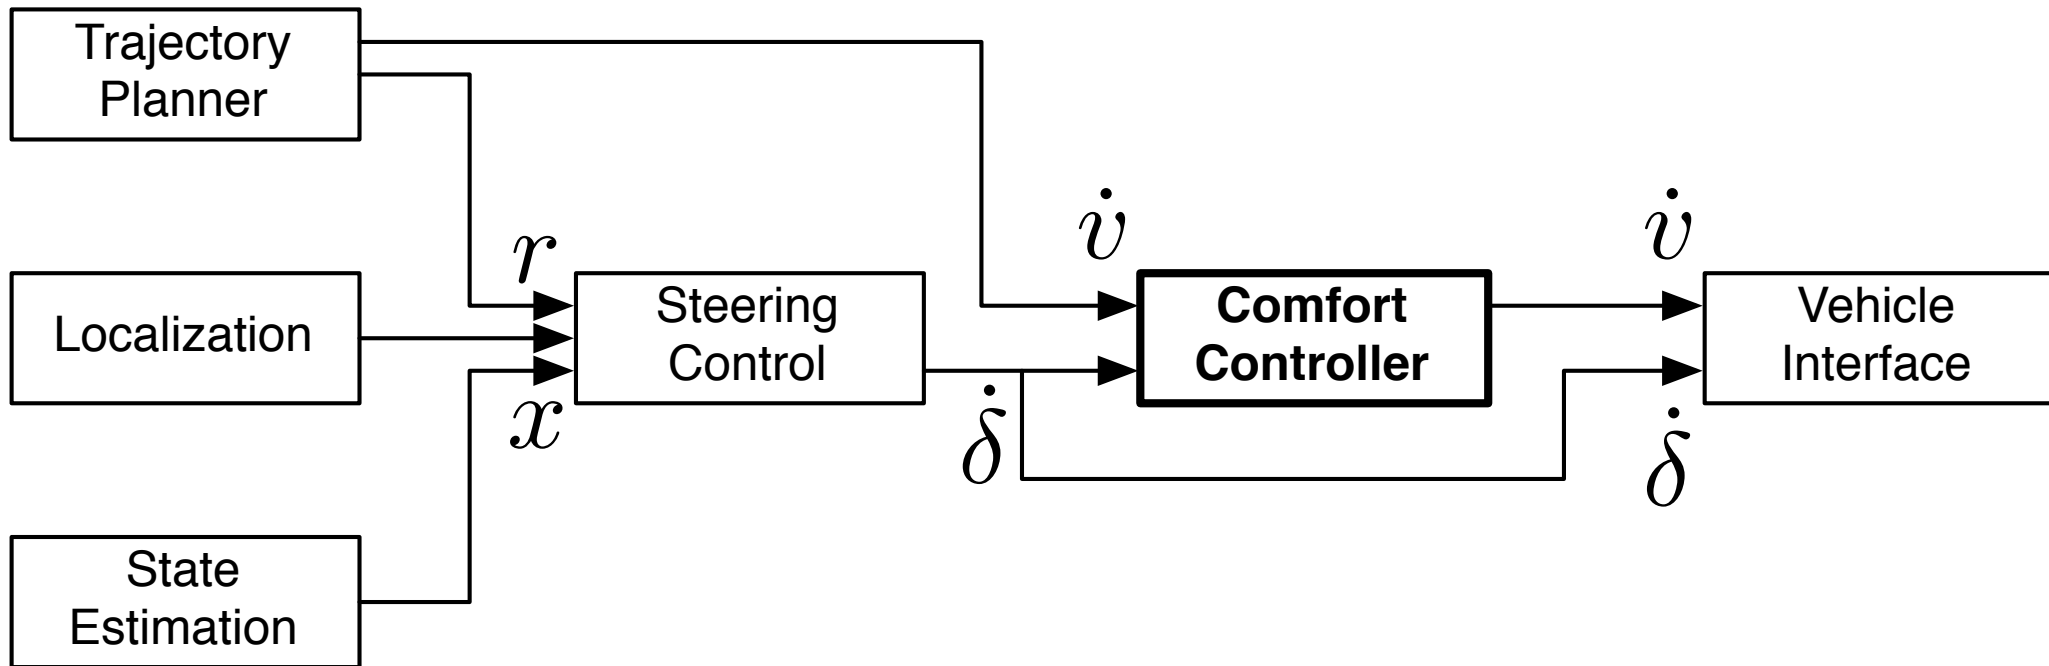 Trajectory
Planner
Localization
State
Estimation
r
x
Steering
Control
δ̇
v̇
Comfort
Controller
v̇
δ̇
Vehicle
Interface